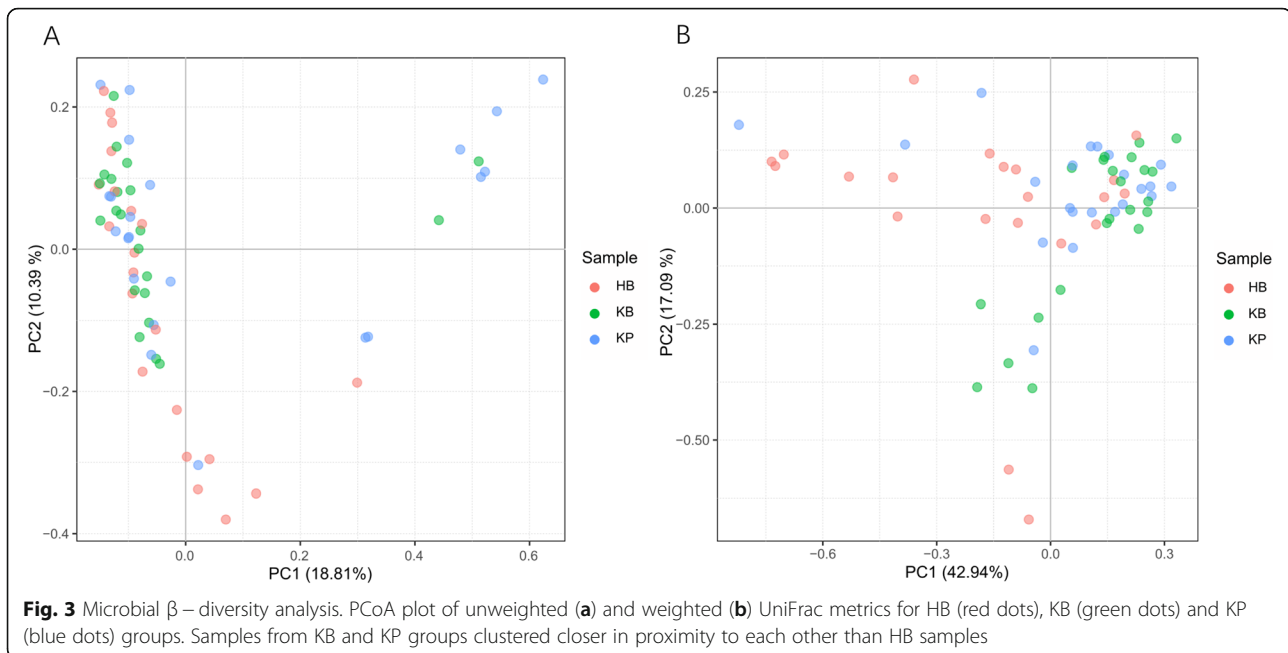 A
B
0.2
0.0
−0.2
−0.4
PC2 (10.39 %)
0.0
0.2
0.4
0.6
PC1 (18.81%)
Sample
HB
KB
KP
0.25
0.00
−0.25
−0.50
PC2 (17.09 %)
−0.6
−0.3
0.0
0.3
PC1 (42.94%)
Sample
HB
KB
KP
Fig. 3 Microbial β – diversity analysis. PCoA plot of unweighted (a) and weighted (b) UniFrac metrics for HB (red dots), KB (green dots) and KP
(blue dots) groups. Samples from KB and KP groups clustered closer in proximity to each other than HB samples